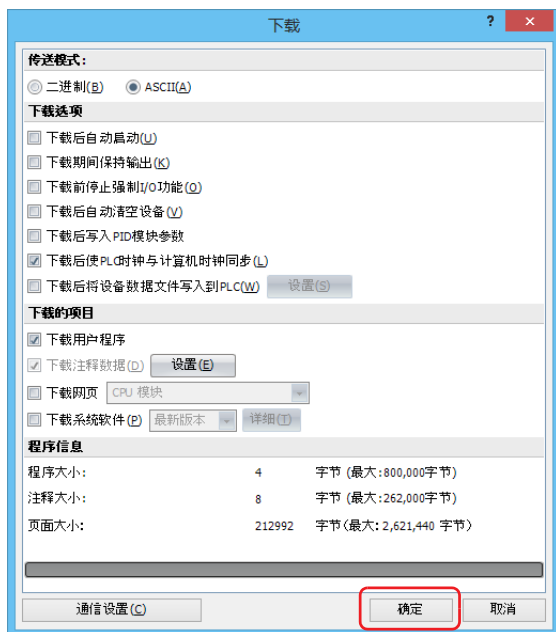 下载 ? ×
传送模式:
二进制(B) ASCII(A)
下载选项
下载后自动启动(U)
下载期间保持输出(K)
下载前停止强制I/O功能(O)
下载后自动清空设备(V)
下载后写入PID模块参数
下载后使PLC时钟与计算机时钟同步(L)
下载后将设备数据文件写入到PLC(W) 设置(S)
下载的项目
下载用户程序
下载注释数据(D) 设置(E)
下载网页 CPU 模块
下载系统软件(P) 最新版本 详细(T)
程序信息
程序大小: 4 字节 (最大:800,000字节)
注释大小: 8 字节 (最大:262,000字节)
页面大小: 212992 字节(最大: 2,621,440 字节)
通信设置(C) 确定 取消